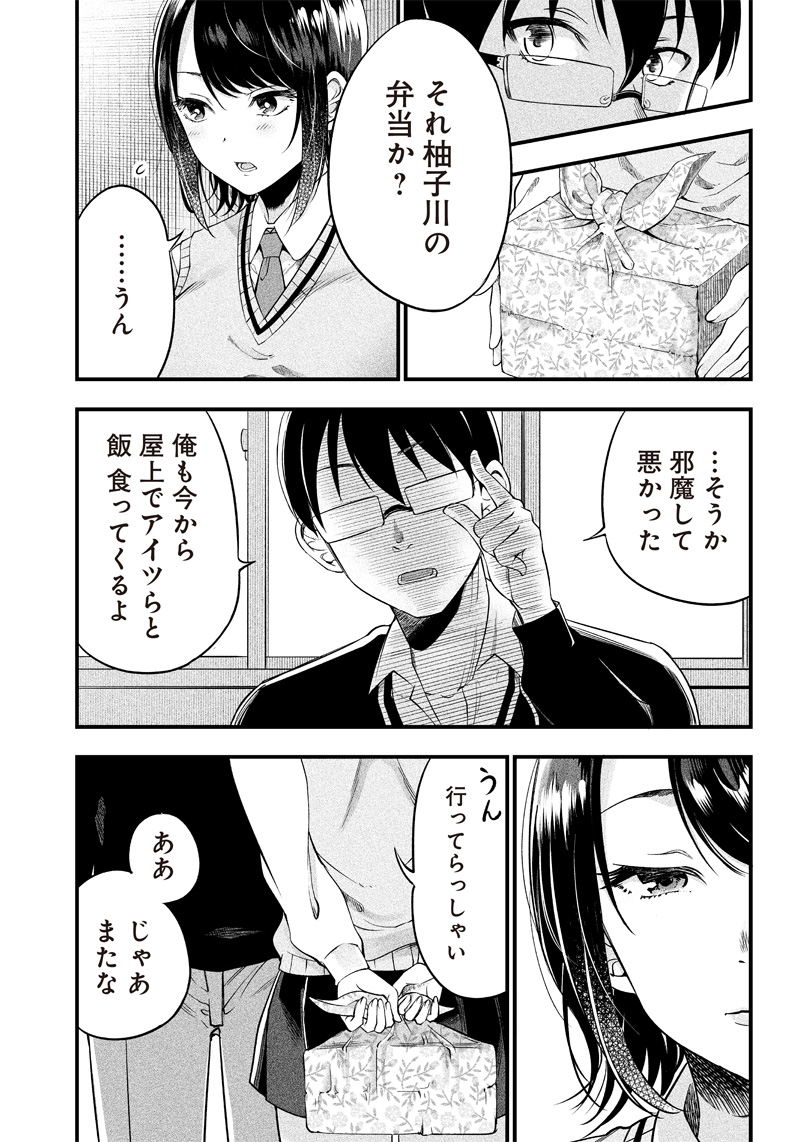 それ柚子川の
弁当か?
……うん
…そうか
邪魔して
悪かった
俺も今から
屋上でアイツらと
飯 食ってくるよ
うん
行ってらっしゃい
ああ
じゃあ
またな